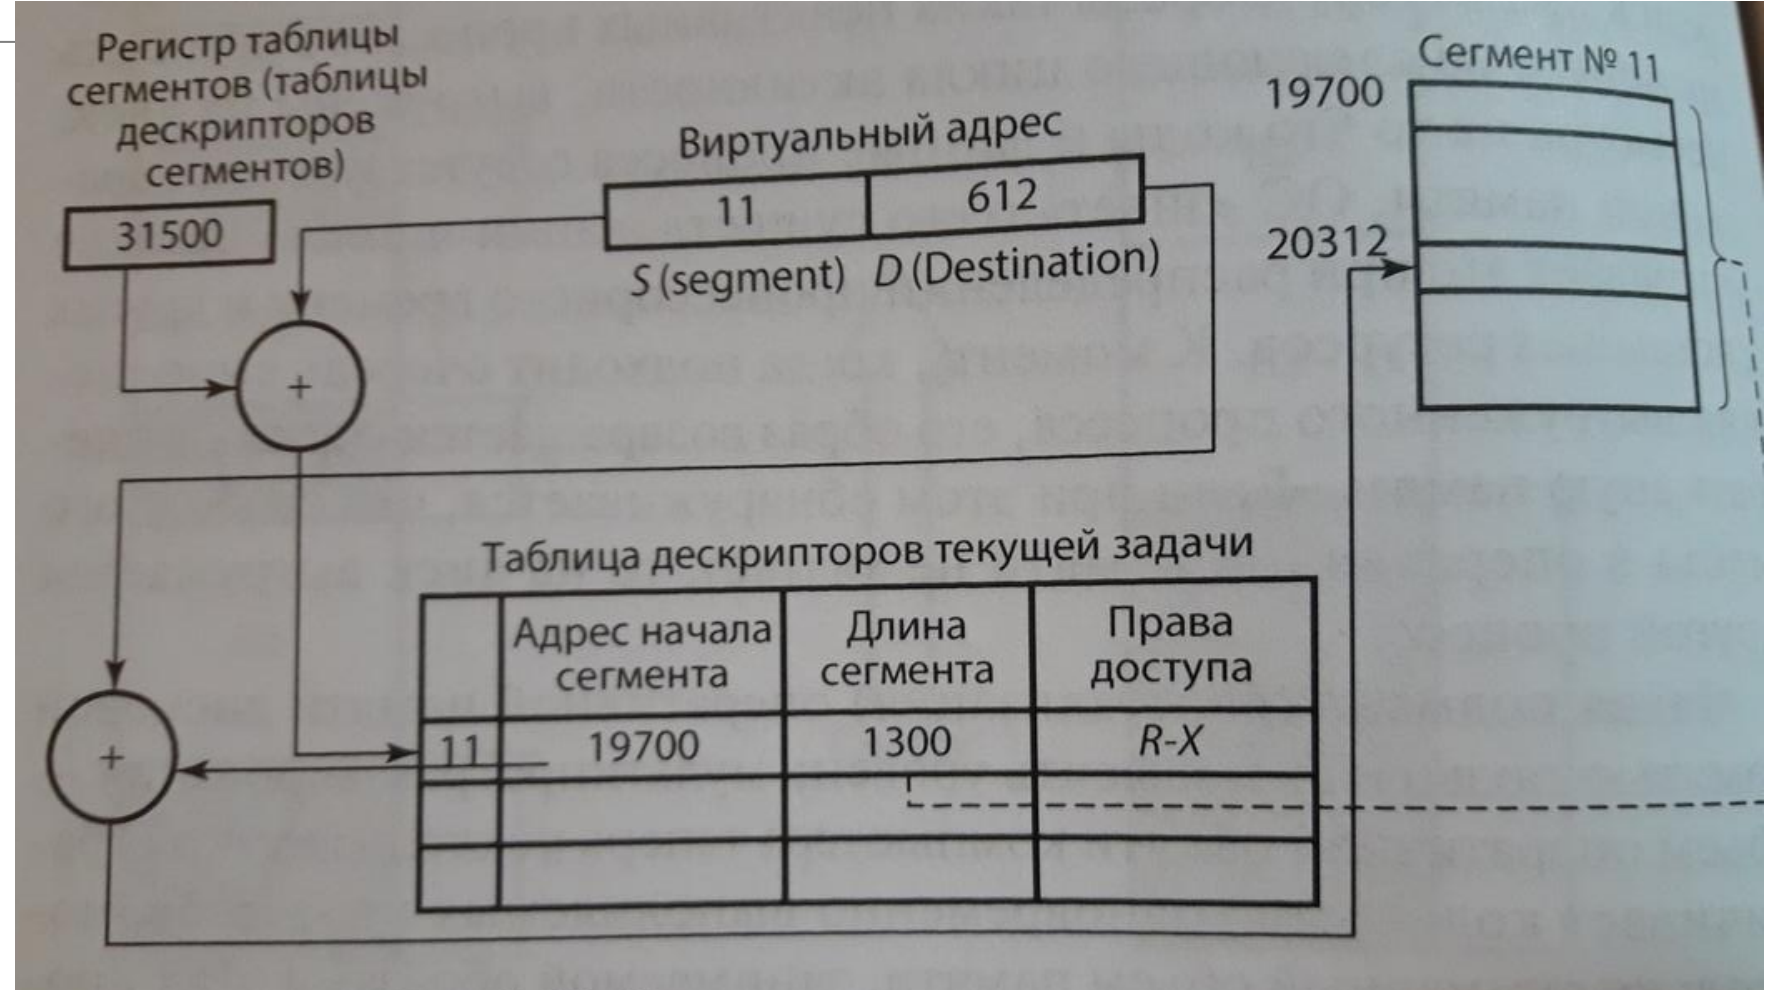 Регистр таблицы
сегментов (таблицы
дескрипторов
сегментов)
31500
Виртуальный адрес
11 612
S (segment) D (Destination)
+
Сегмент № 11
19700
20312
Таблица дескрипторов текущей задачи
Адрес начала
сегмента
Длина
сегмента
Права
доступа
11 19700 1300 R-X
+